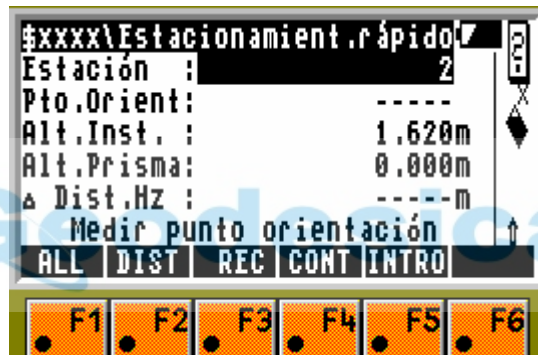 $xxxx\Estacionamient.rápido
Estación : 2
Pto.Orient: -----
Alt.Inst. : 1.620m
Alt.Prisma: 0.000m
△ Dist.Hz : -----m
Medir punto orientación
ALL DIST REC CONT INTRO
F1 F2 F3 F4 F5 F6